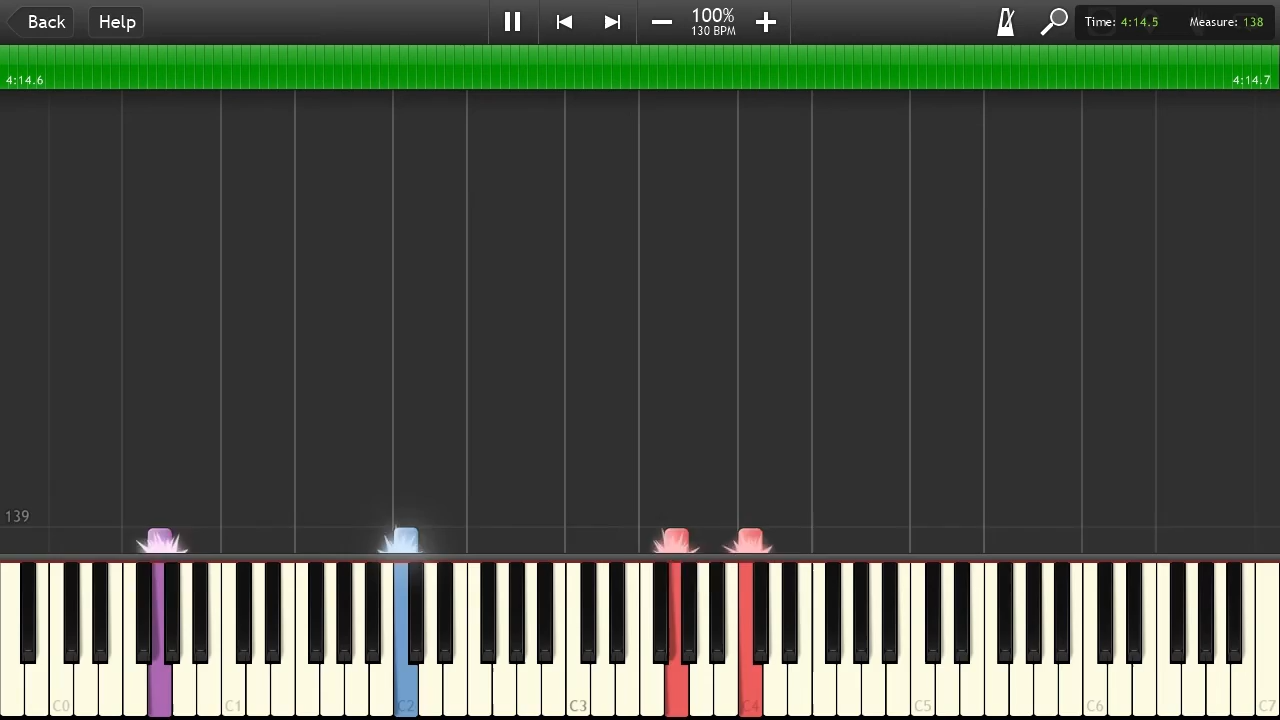 Back
Help
100%
130 BPM
Time: 4:14.5
Measure: 138
4:14.6
4:14.7
139
C0
C1
C2
C3
C4
C5
C6
C7